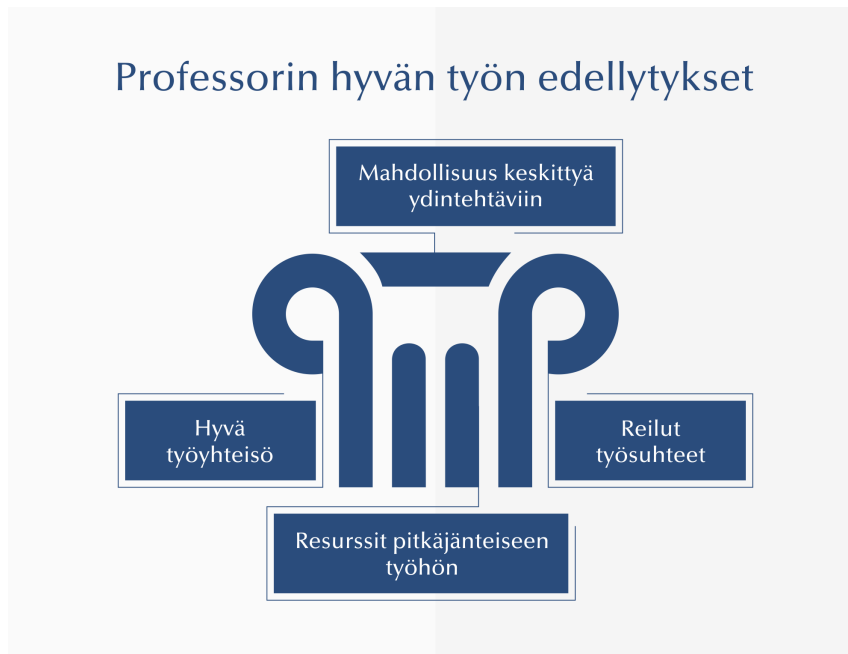 Professorin hyvän työn edellytykset
Mahdollisuus keskittyä
ydintehtäviin
Hyvä
työyhteisö
Reilut
työsuhteet
Resurssit pitkäjänteiseen
työhön